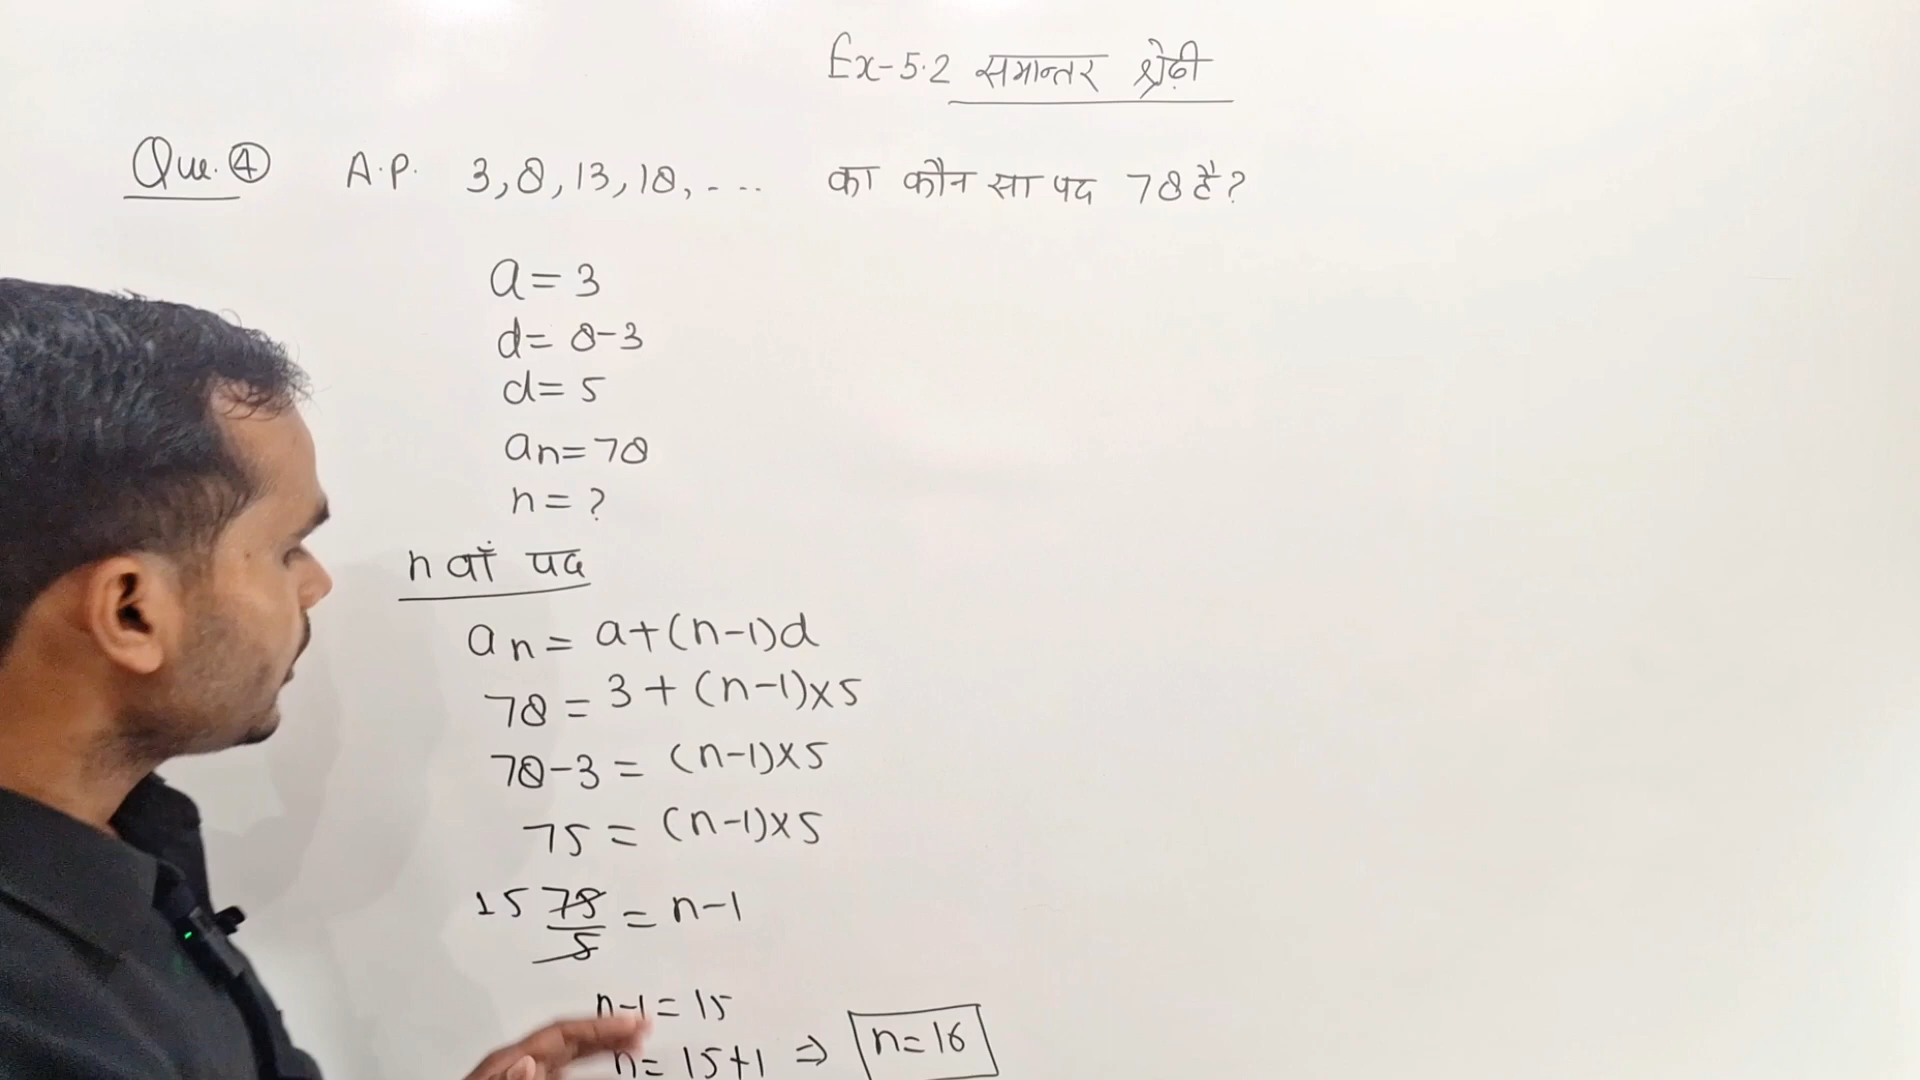 Ex-5.2 समान्तर श्रेढ़ी
Que. ④ A.P. 3, 8, 13, 18, - - - का कौन सा पद 78 है ?
a = 3
d = 8-3
d = 5
an = 78
n = ?
n वाँ पद
an = a+(n-1)d
78 = 3 + (n-1)×5
78-3 = (n-1)×5
75 = (n-1)×5
15 75/5 = n-1
n-1 = 15
n = 15+1 ⇒ n=16